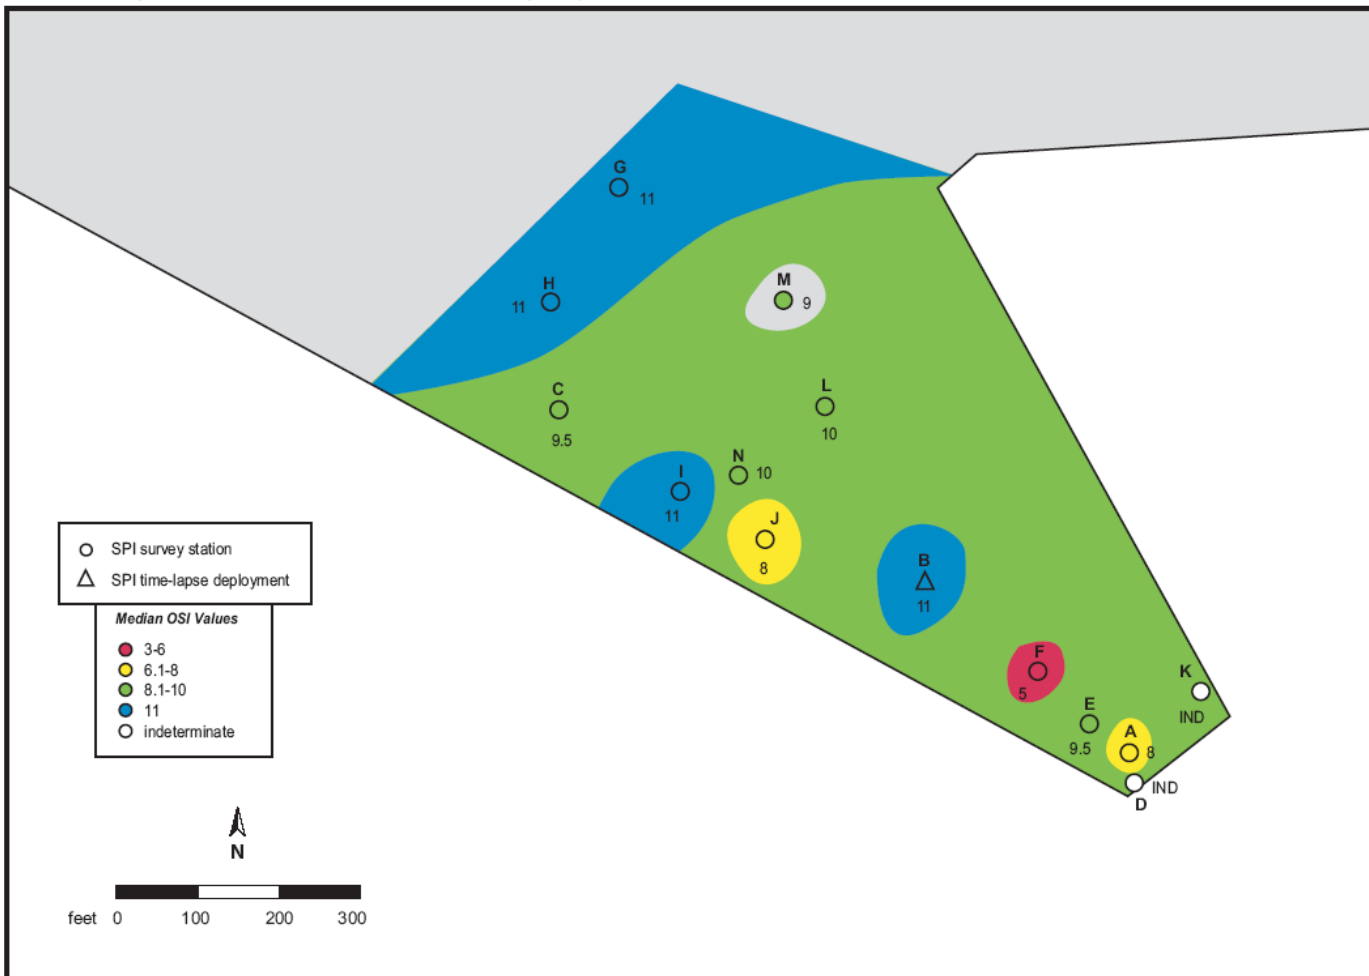 G
11
H
11
M
9
C
9.5
L
10
N
10
I
11
J
8
B
11
F
5
K
IND
E
9.5
A
8
IND
D
SPI survey station
SPI time-lapse deployment
Median OSI Values
3-6
6.1-8
8.1-10
11
indeterminate
N
feet 0 100 200 300